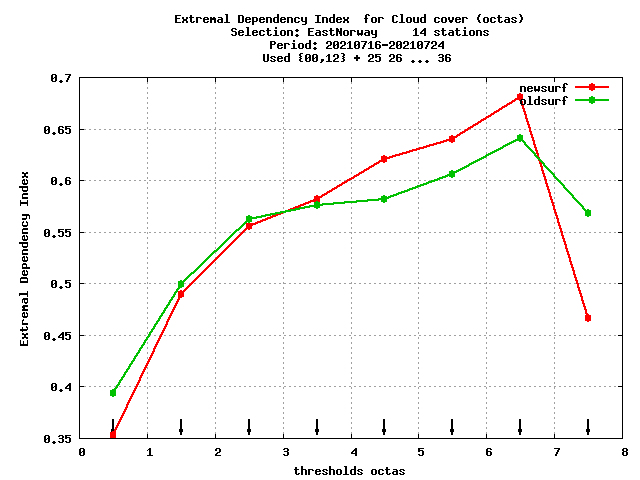 Extremal Dependency Index  for Cloud cover (octas)
Selection: EastNorway     14 stations
Period: 20210716-20210724
Used {00,12} + 25 26 ... 36
newsurf
oldsurf
Extremal Dependency Index
0.7
0.65
0.6
0.55
0.5
0.45
0.4
0.35
0 1 2 3 4 5 6 7 8
thresholds octas